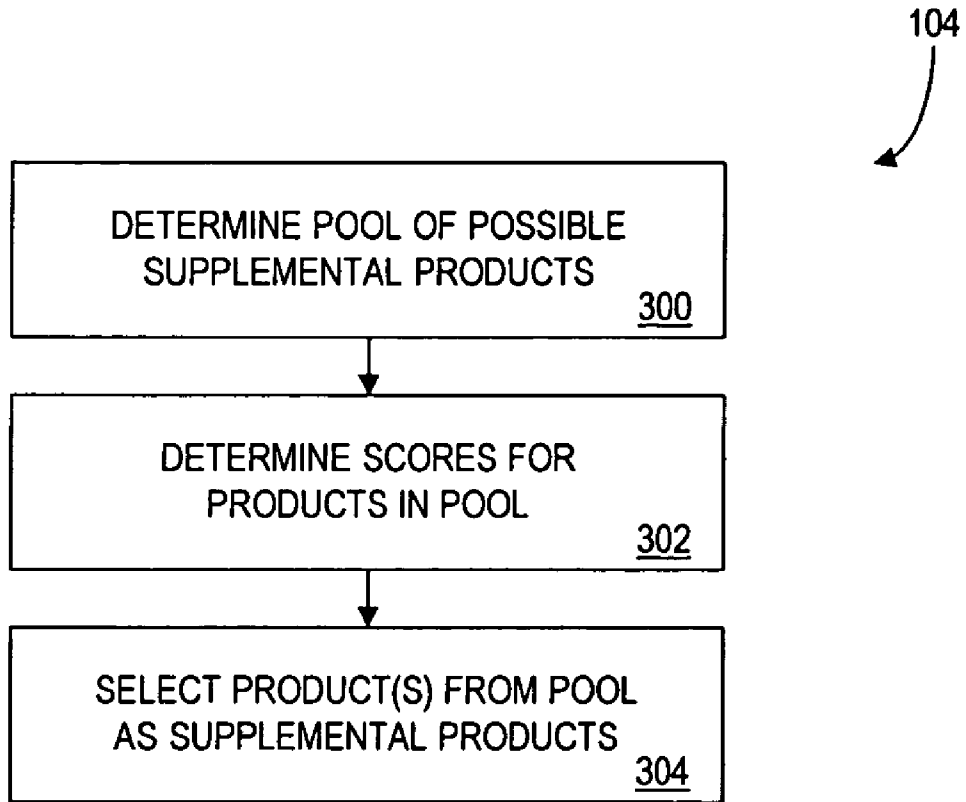 104
DETERMINE POOL OF POSSIBLE
SUPPLEMENTAL PRODUCTS
300
DETERMINE SCORES FOR
PRODUCTS IN POOL
302
SELECT PRODUCT(S) FROM POOL
AS SUPPLEMENTAL PRODUCTS
304